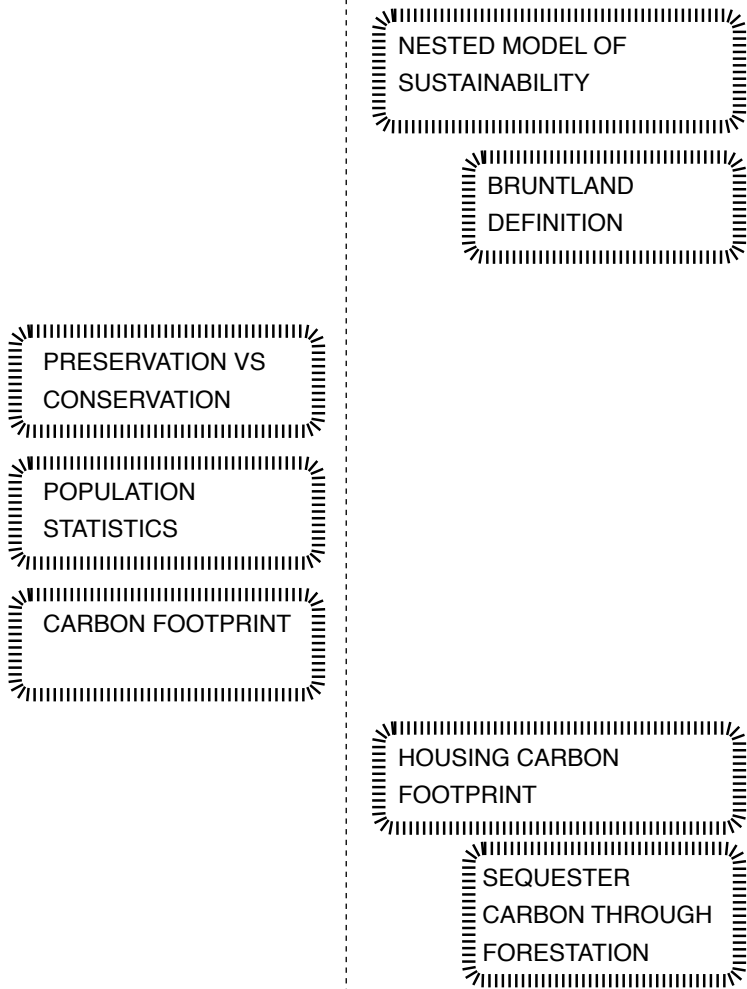 NESTED MODEL OF
SUSTAINABILITY
BRUNTLAND
DEFINITION
PRESERVATION VS
CONSERVATION
POPULATION
STATISTICS
CARBON FOOTPRINT
HOUSING CARBON
FOOTPRINT
SEQUESTER
CARBON THROUGH
FORESTATION